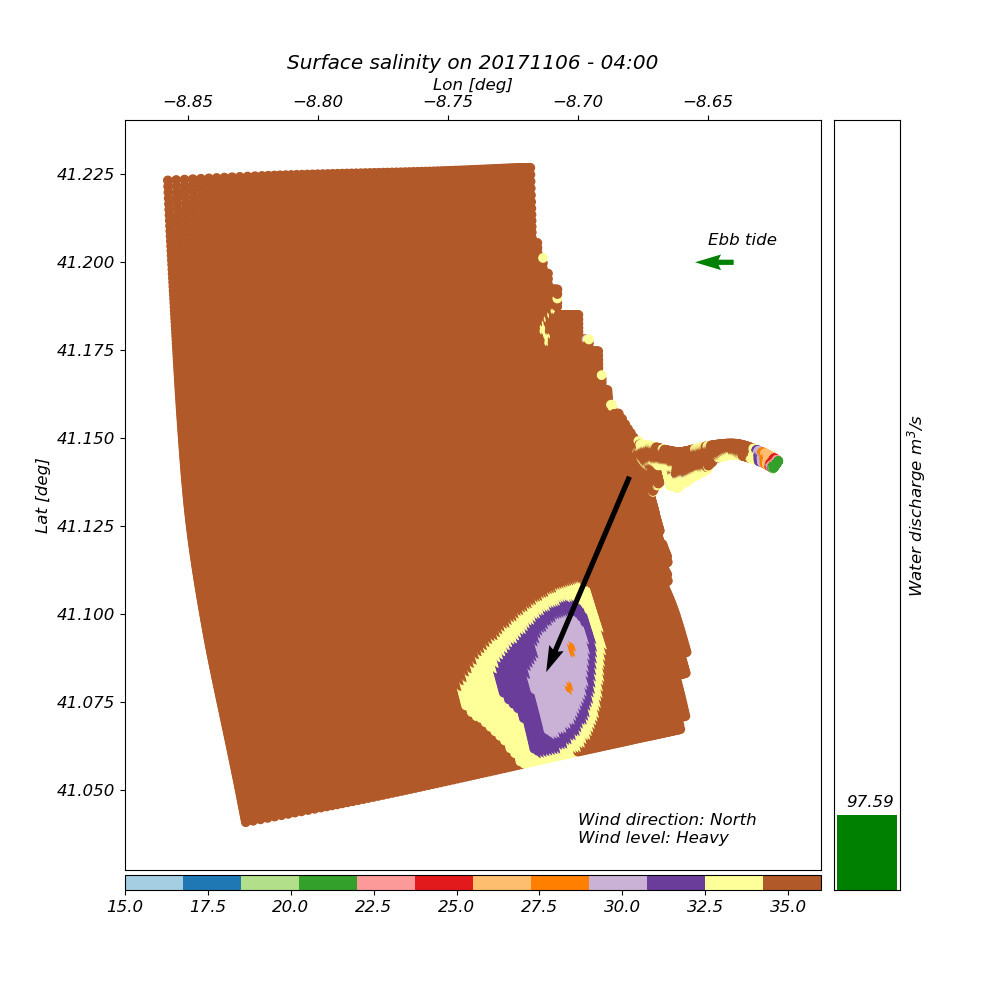 Surface salinity on 20171106 - 04:00
Lon [deg]
−8.85 −8.80 −8.75 −8.70 −8.65
41.225
41.200
41.175
41.150
41.125
41.100
41.075
41.050
Lat [deg]
Ebb tide
Wind direction: North
Wind level: Heavy
15.0 17.5 20.0 22.5 25.0 27.5 30.0 32.5 35.0
97.59
Water discharge m³/s